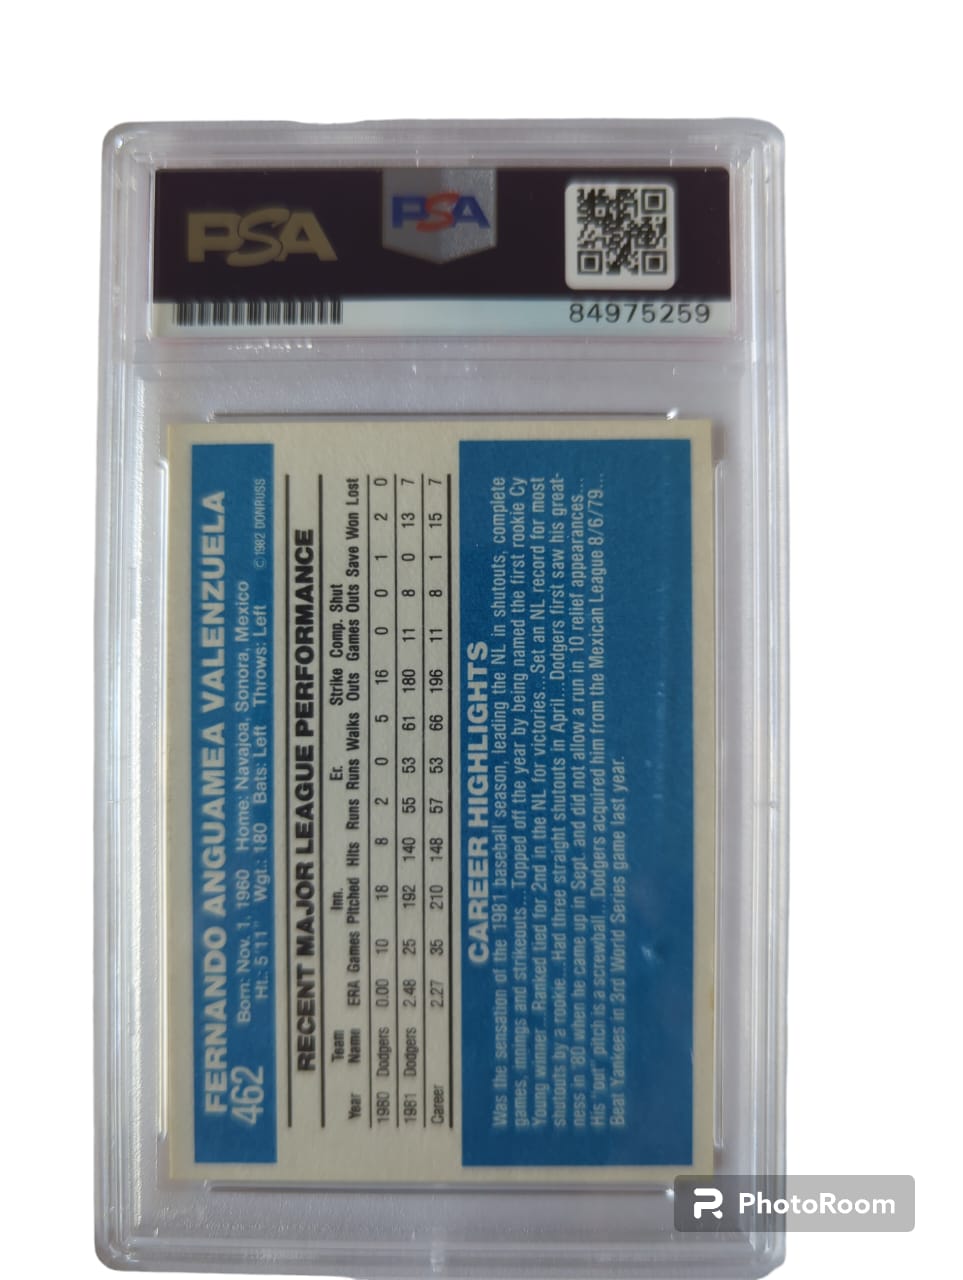 PSA
PSA
84975259
FERNANDO ANGUAMEA VALENZUELA
462 Born: Nov. 1, 1960 Home: Navajoa, Sonora, Mexico
Ht.: 5'11" Wgt.: 180 Bats: Left Throws: Left © 1982 DONRUSS
RECENT MAJOR LEAGUE PERFORMANCE
Team Inn. Er. Strike Comp. Shut
Year Name ERA Games Pitched Hits Runs Runs Walks Outs Games Outs Save Won Lost
1980 Dodgers 0.00 10 18 8 2 0 5 16 0 0 1 2 0
1981 Dodgers 2.48 25 192 140 55 53 61 180 11 8 0 13 7
Career 2.27 35 210 148 57 53 66 196 11 8 1 15 7
CAREER HIGHLIGHTS
Was the sensation of the 1981 baseball season, leading the NL in shutouts, complete
games, innings and strikeouts...Topped off the year by being named the first rookie Cy
Young winner...Ranked tied for 2nd in the NL for victories...Set an NL record for most
shutouts by a rookie...Had three straight shutouts in April...Dodgers first saw his great-
ness in '80 when he came up in Sept. and did not allow a run in 10 relief appearances...
His "out" pitch is a screwball...Dodgers acquired him from the Mexican League 8/6/79...
Beat Yankees in 3rd World Series game last year.
PhotoRoom